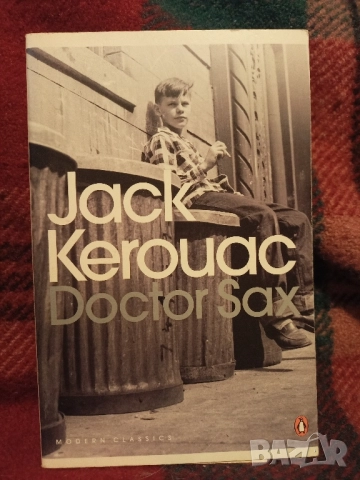 Jack
Kerouac
Doctor Sax
MODERN CLASSICS
BAZAR